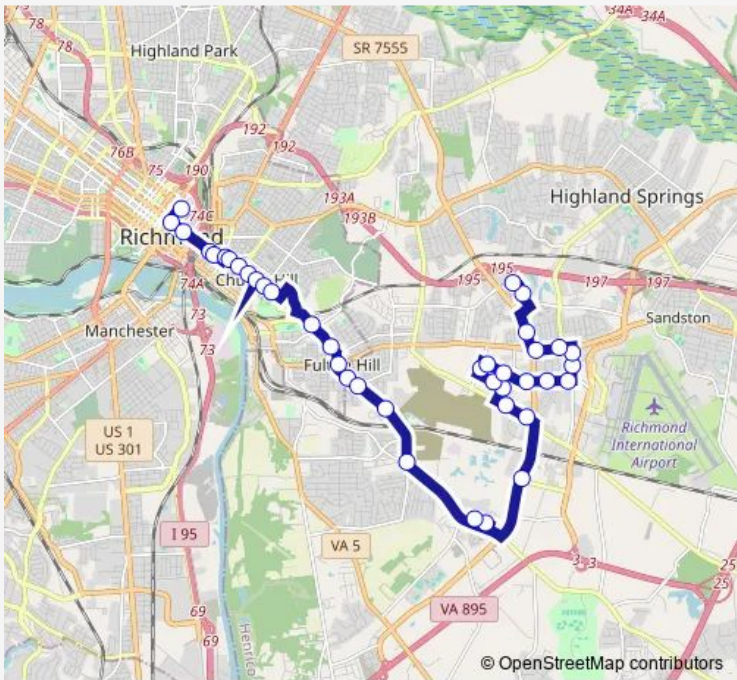 34A
34A
79
78
78
Highland Park
SR 7555
192
192
76B
75
190
193A
193B
Highland Springs
74C
195
195
197
197
Church Hill
74A
Sandston
73
Manchester
73
Fulton Hill
Richmond
International
Airport
US 1
US 301
I 95
VA 5
3
3
25
25
69
69
VA 895
Henrico
© OpenStreetMap contributors